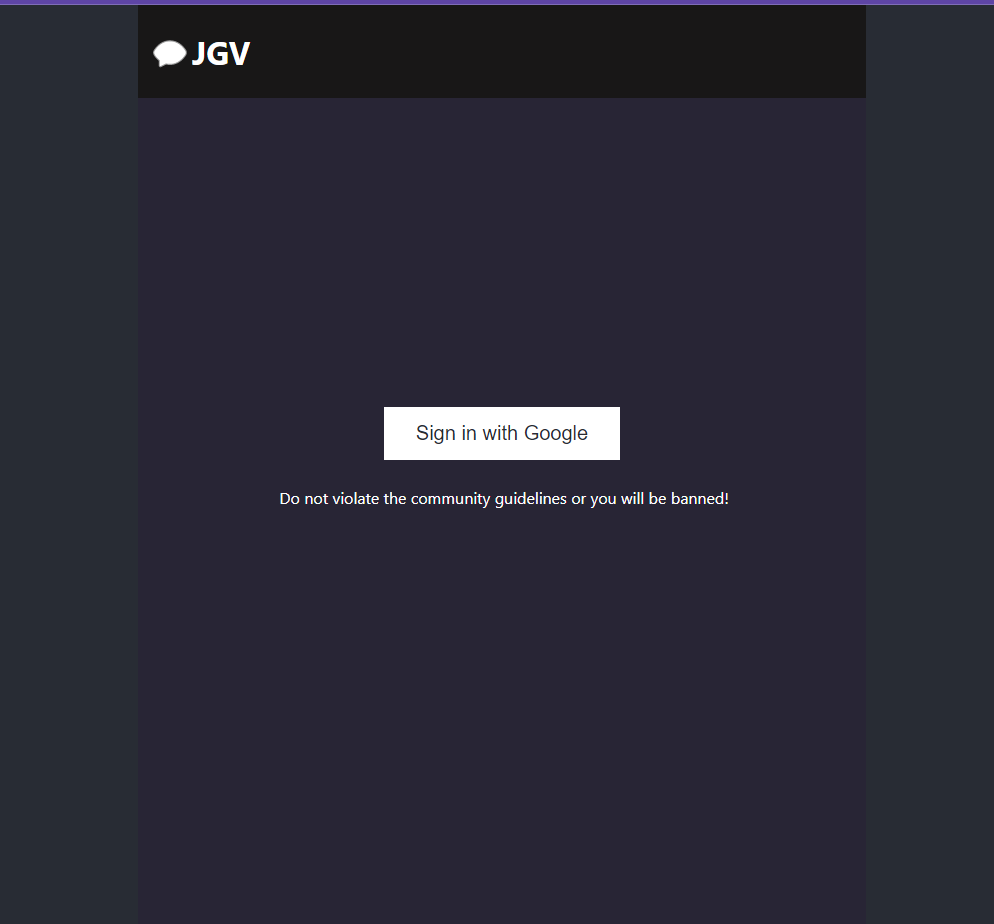 💬 JGV
Sign in with Google
Do not violate the community guidelines or you will be banned!